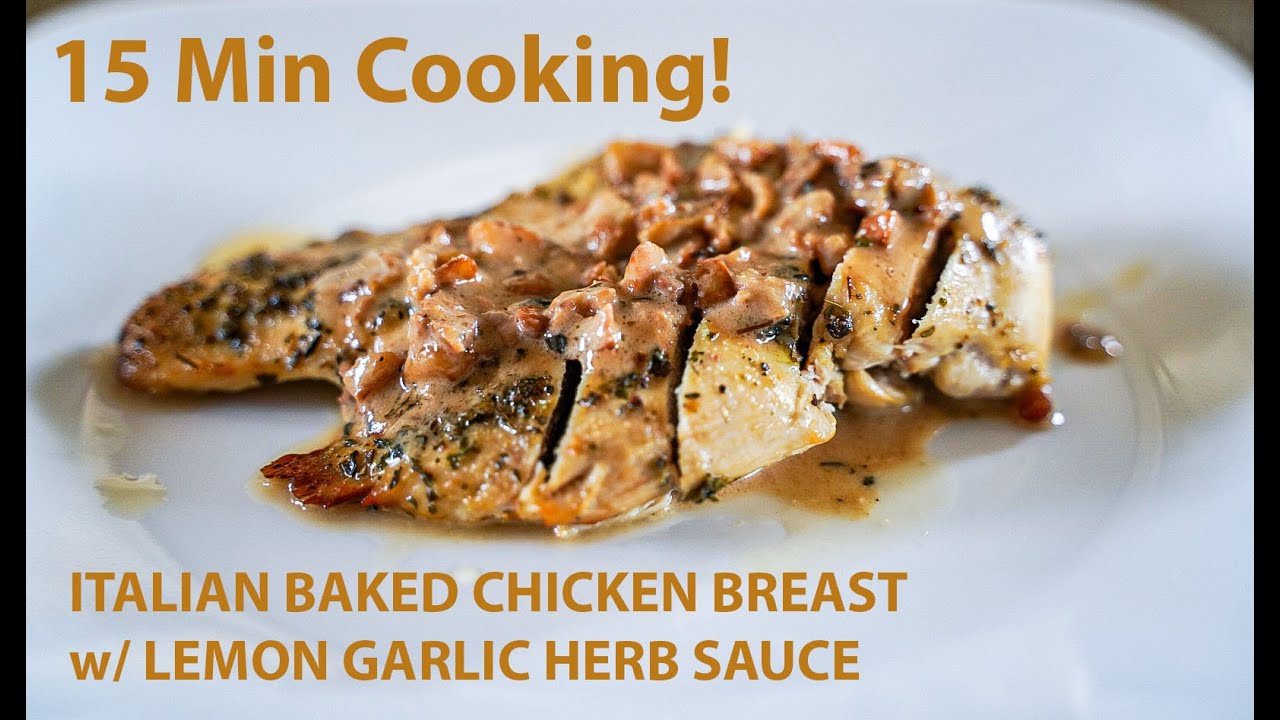 15 Min Cooking!
ITALIAN BAKED CHICKEN BREAST
w/ LEMON GARLIC HERB SAUCE